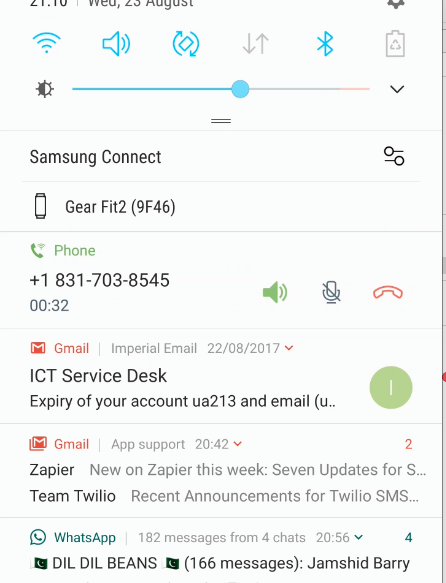 21:10 | Wed, 23 August
Samsung Connect
Gear Fit2 (9F46)
Phone
+1 831-703-8545
00:32
Gmail | Imperial Email 22/08/2017
ICT Service Desk
I
Expiry of your account ua213 and email (u..
Gmail | App support 20:42 2
Zapier New on Zapier this week: Seven Updates for S...
Team Twilio Recent Announcements for Twilio SMS...
WhatsApp | 182 messages from 4 chats 20:56 4
🇵🇰 DIL DIL BEANS 🇵🇰 (166 messages): Jamshid Barry